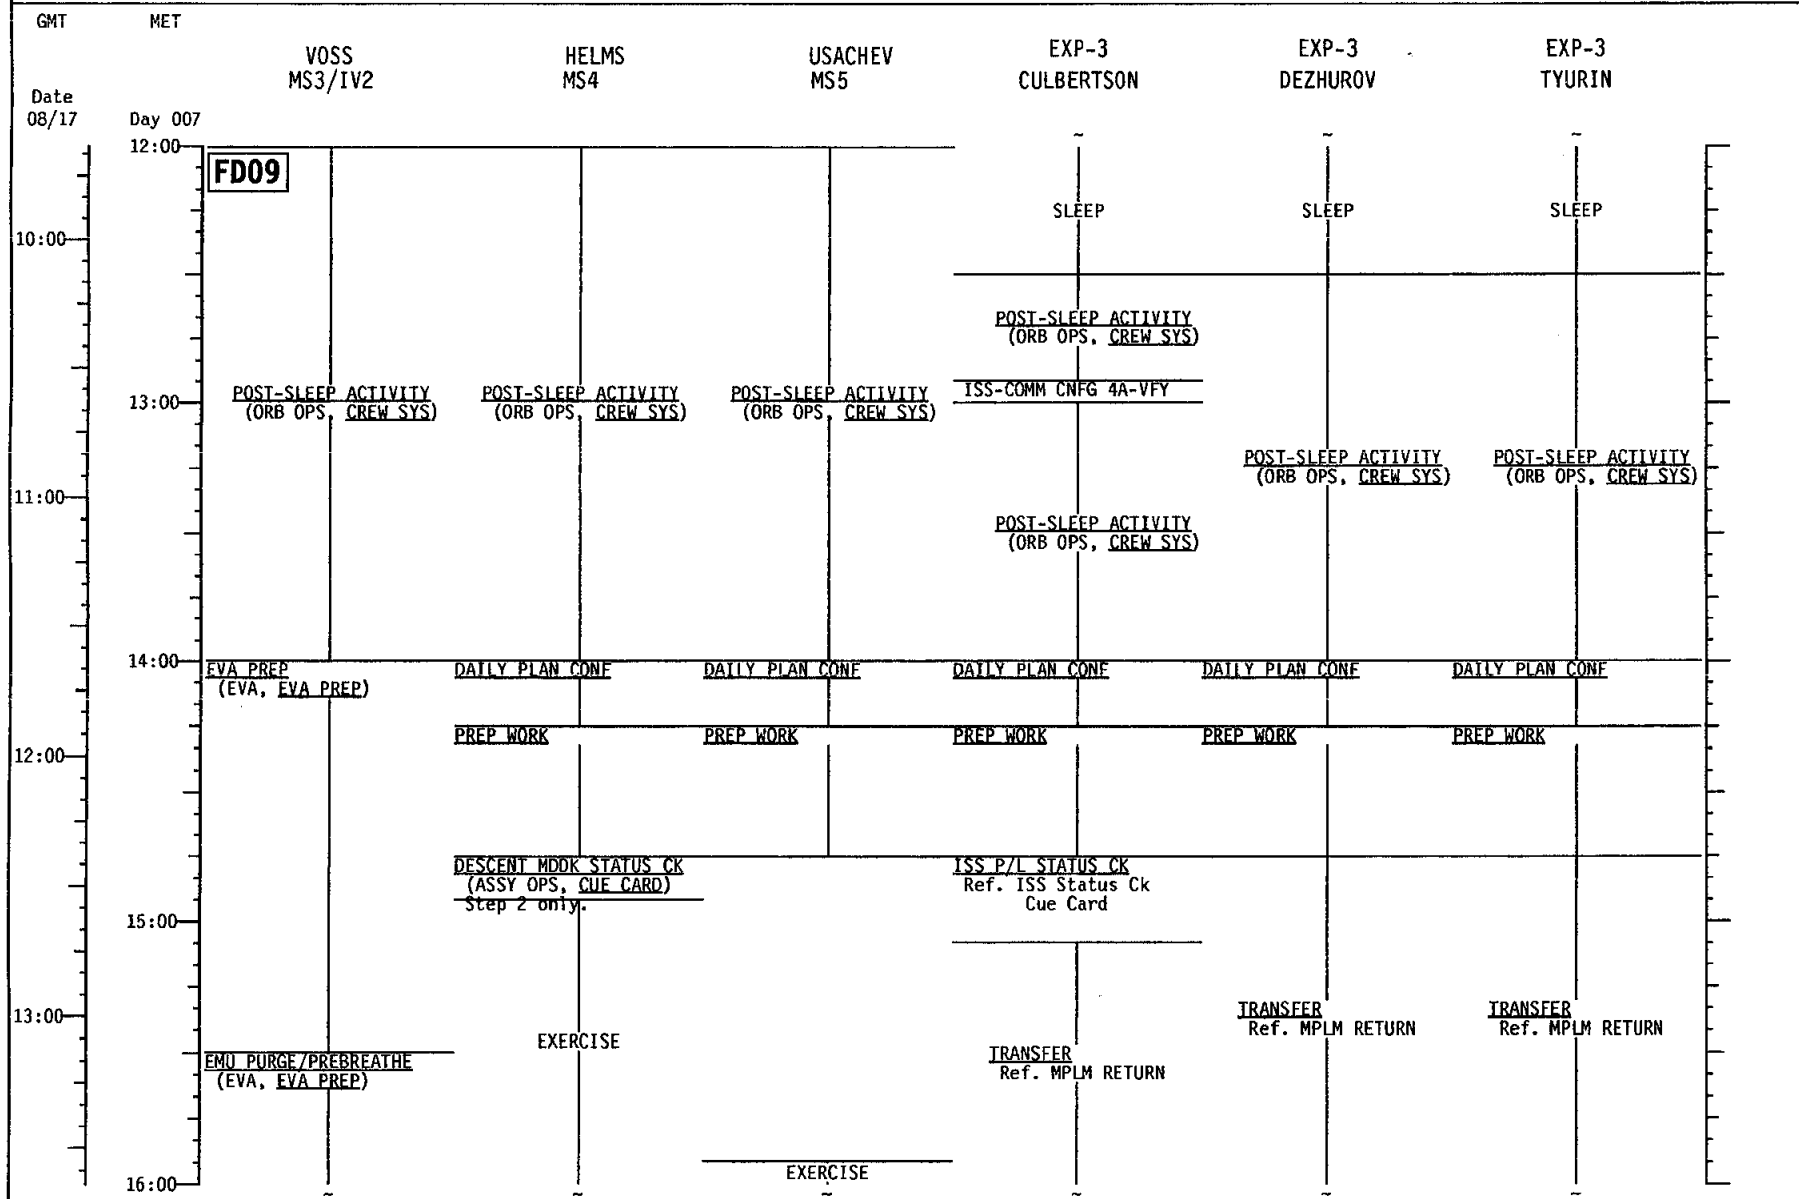 GMT MET
VOSS HELMS USACHEV EXP-3 EXP-3 EXP-3
MS3/IV2 MS4 MS5 CULBERTSON DEZHUROV TYURIN
Date
08/17 Day 007
~ ~ ~
12:00
FD09
SLEEP SLEEP SLEEP
10:00
POST-SLEEP ACTIVITY
(ORB OPS, CREW SYS)
POST-SLEEP ACTIVITY POST-SLEEP ACTIVITY POST-SLEEP ACTIVITY ISS-COMM CNFG 4A-VFY
13:00
(ORB OPS, CREW SYS) (ORB OPS, CREW SYS) (ORB OPS, CREW SYS)
POST-SLEEP ACTIVITY POST-SLEEP ACTIVITY
(ORB OPS, CREW SYS) (ORB OPS, CREW SYS)
11:00
POST-SLEEP ACTIVITY
(ORB OPS, CREW SYS)
14:00
EVA PREP DAILY PLAN CONF DAILY PLAN CONF DAILY PLAN CONF DAILY PLAN CONF DAILY PLAN CONF
(EVA, EVA PREP)
PREP WORK PREP WORK PREP WORK PREP WORK PREP WORK
12:00
DESCENT MDDK STATUS CK ISS P/L STATUS CK
(ASSY OPS, CUE CARD) Ref. ISS Status Ck
Step 2 only. Cue Card
15:00
TRANSFER TRANSFER
13:00
Ref. MPLM RETURN Ref. MPLM RETURN
EXERCISE
EMU PURGE/PREBREATHE TRANSFER
(EVA, EVA PREP) Ref. MPLM RETURN
EXERCISE
16:00
~ ~ ~ ~ ~ ~